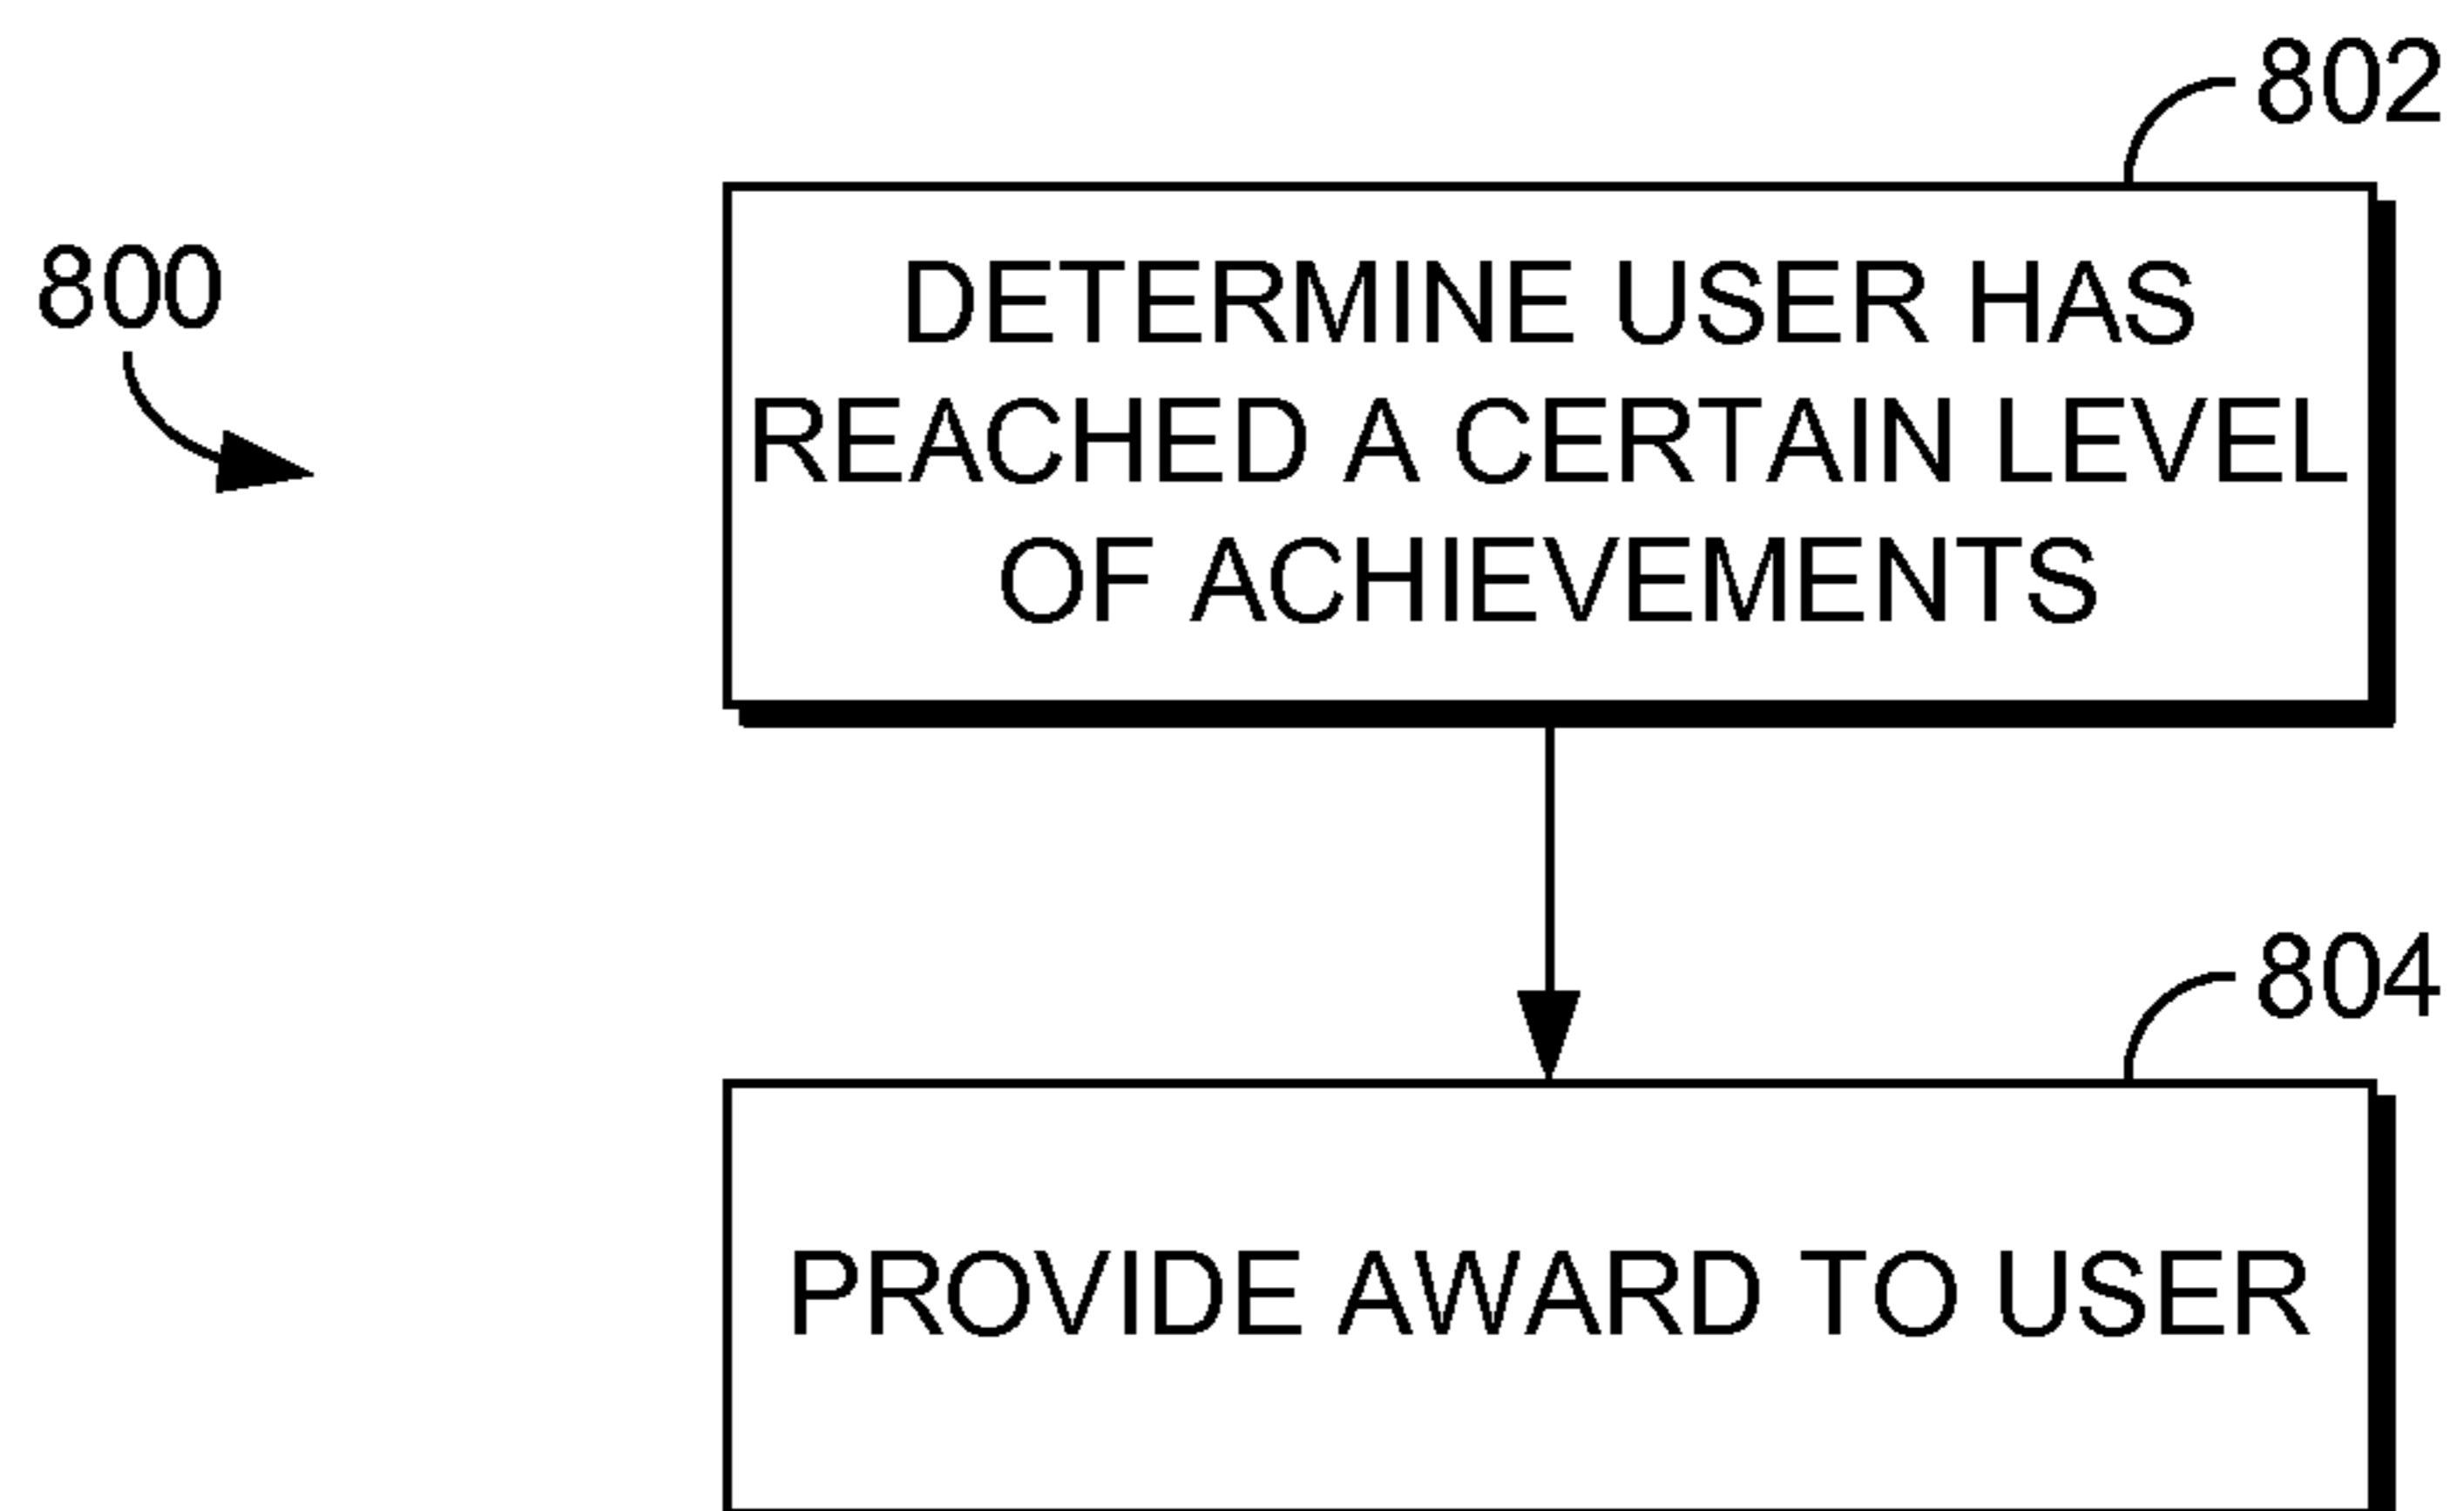 802
800
DETERMINE USER HAS
REACHED A CERTAIN LEVEL
OF ACHIEVEMENTS
804
PROVIDE AWARD TO USER